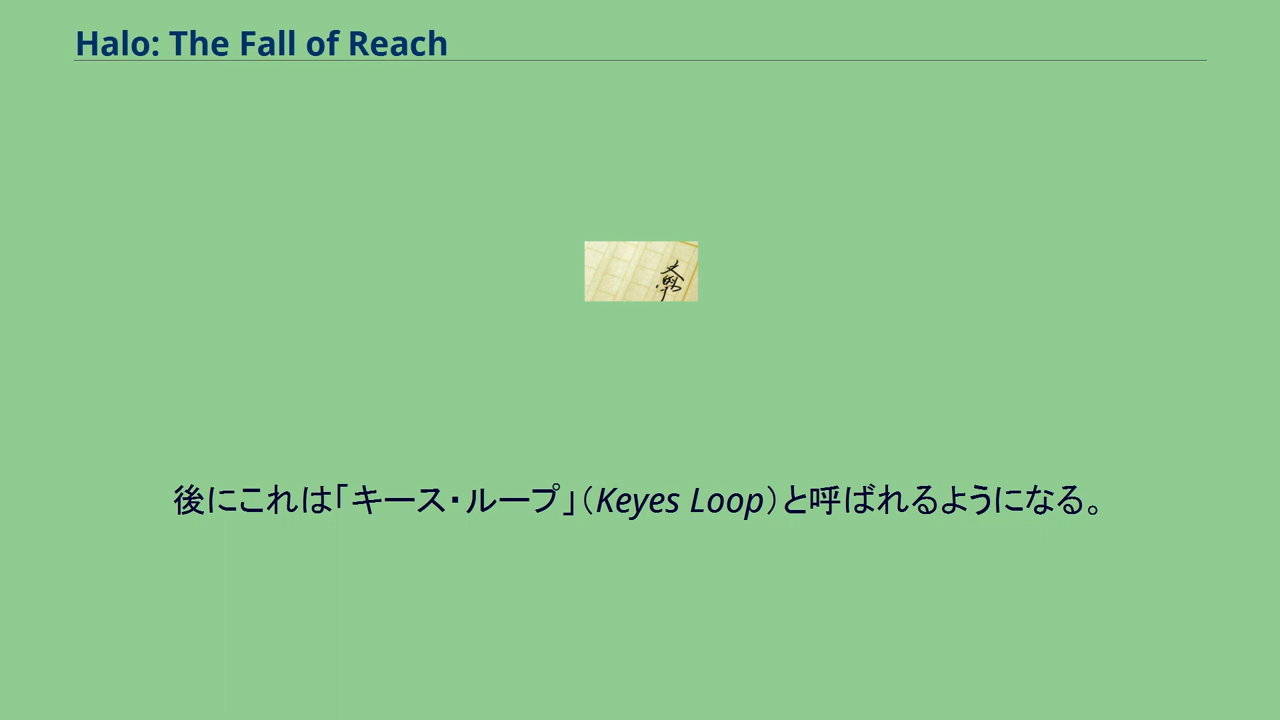 Halo: The Fall of Reach
後にこれは「キース・ループ」（Keyes Loop）と呼ばれるようになる。